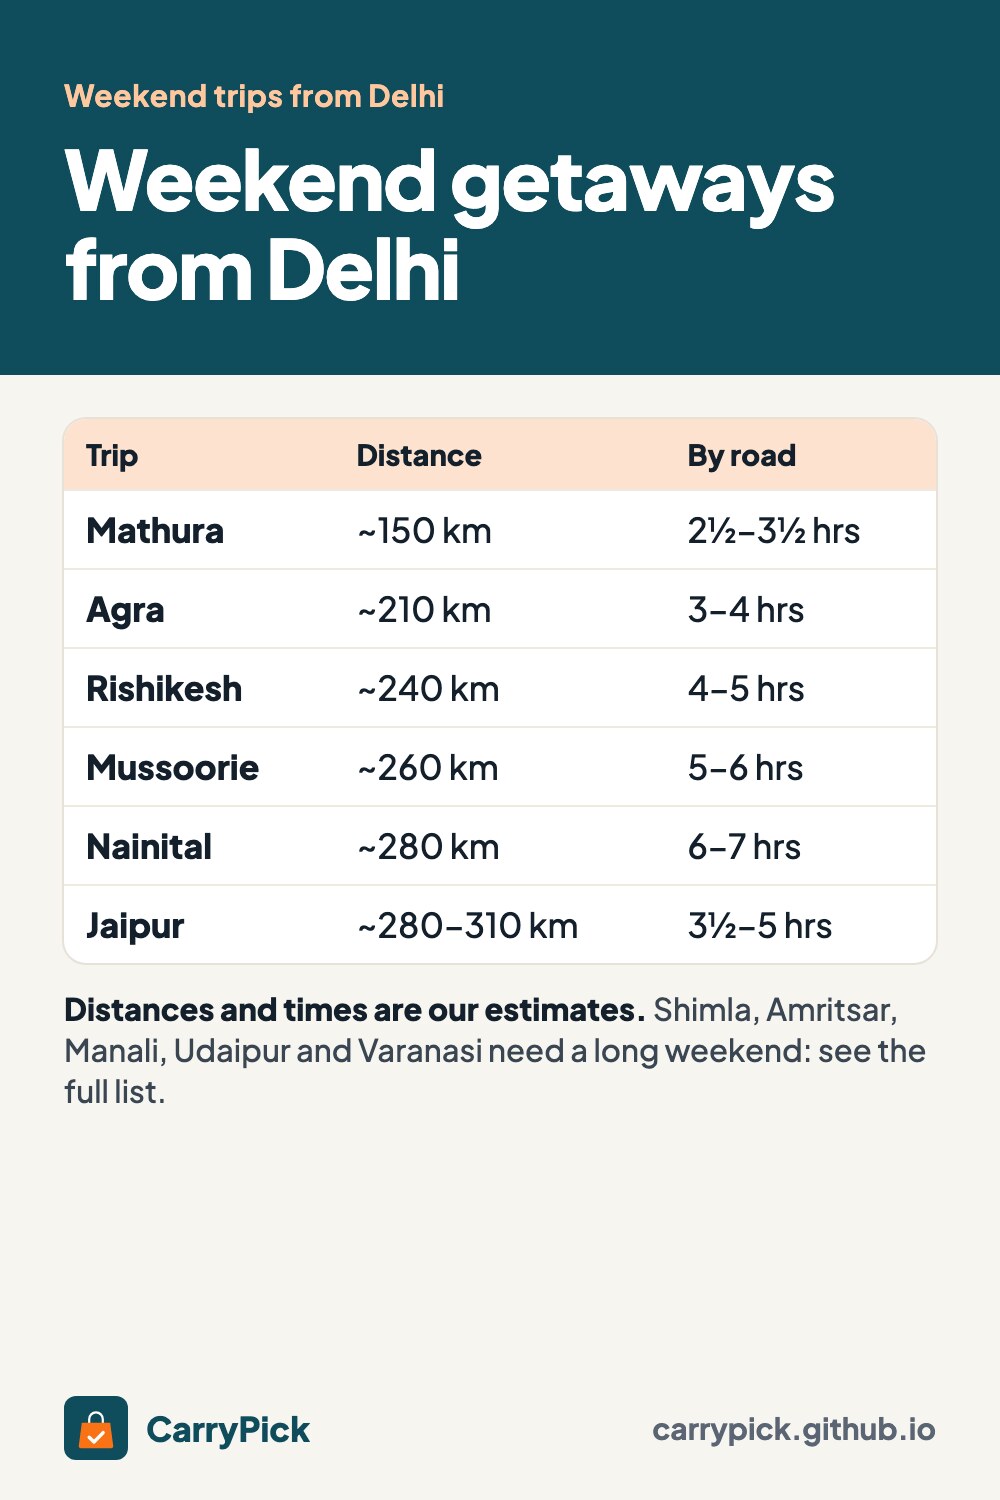 Weekend trips from Delhi
Weekend getaways
from Delhi
Trip Distance By road
Mathura ~150 km 2½–3½ hrs
Agra ~210 km 3–4 hrs
Rishikesh ~240 km 4–5 hrs
Mussoorie ~260 km 5–6 hrs
Nainital ~280 km 6–7 hrs
Jaipur ~280–310 km 3½–5 hrs
Distances and times are our estimates. Shimla, Amritsar,
Manali, Udaipur and Varanasi need a long weekend: see the
full list.
CarryPick carrypick.github.io